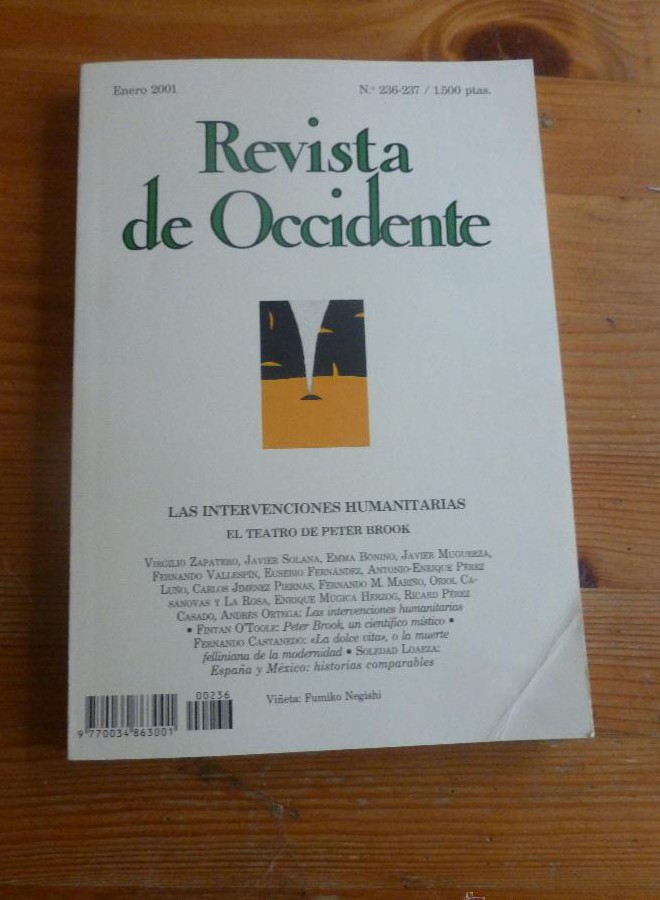 Enero 2001
N.º 236-237 / 1.500 ptas.
Revista
de Occidente
LAS INTERVENCIONES HUMANITARIAS
EL TEATRO DE PETER BROOK
VIRGILIO ZAPATERO, JAVIER SOLANA, EMMA BONINO, JAVIER MUGUERZA,
FERNANDO VALLESPÍN, EUSEBIO FERNÁNDEZ, ANTONIO-ENRIQUE PÉREZ
LUÑO, CARLOS JIMÉNEZ PIERNAS, FERNANDO M. MARIÑO, ORIOL CA-
SANOVAS Y LA ROSA, ENRIQUE MÚGICA HERZOG, RICARD PÉREZ
CASADO, ANDRÉS ORTEGA: Las intervenciones humanitarias
• FINTAN O'TOOLE: Peter Brook, un científico místico •
FERNANDO CASTANEDO: «La dolce vita», o la muerte
felliniana de la modernidad • SOLEDAD LOAEZA:
España y México: historias comparables
Viñeta: Fumiko Negishi
00236
9 770034 863001